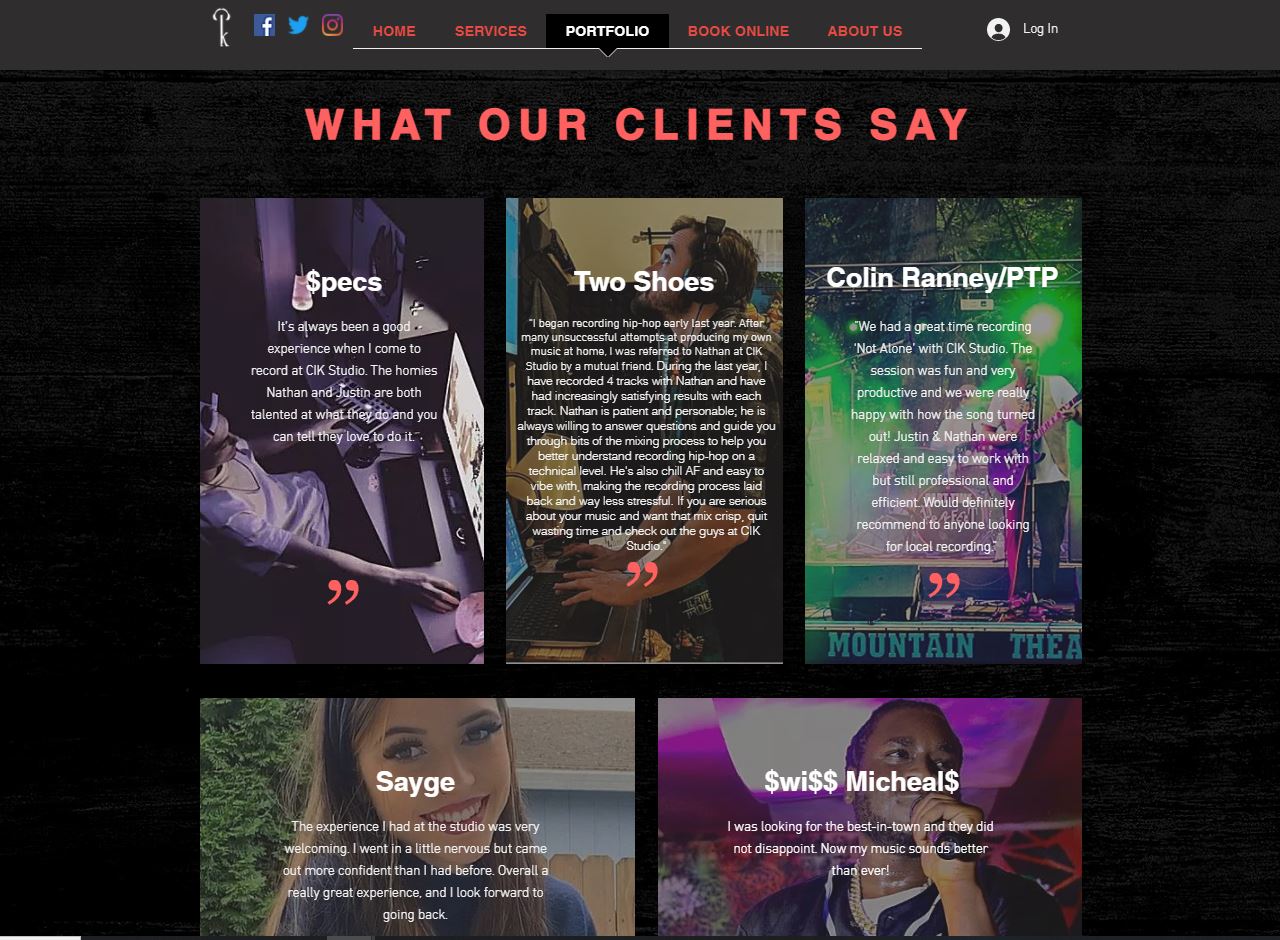 HOME SERVICES PORTFOLIO BOOK ONLINE ABOUT US Log In
WHAT OUR CLIENTS SAY
$pecs
It's always been a good
experience when I come to
record at CIK Studio. The homies
Nathan and Justin are both
talented at what they do and you
can tell they love to do it.
”
Two Shoes
"I began recording hip-hop early last year. After
many unsuccessful attempts at producing my own
music at home, I was referred to Nathan at CIK
Studio by a mutual friend. During the last year, I
have recorded 4 tracks with Nathan and have
had increasingly satisfying results with each
track. Nathan is patient and personable; he is
always willing to answer questions and guide you
through bits of the mixing process to help you
better understand recording hip-hop on a
technical level. He's also chill AF and easy to
vibe with, making the recording process laid
back and way less stressful. If you are serious
about your music and want that mix crisp, quit
wasting time and check out the guys at CIK
Studio."
”
Colin Ranney/PTP
"We had a great time recording
'Not Alone' with CIK Studio. The
session was fun and very
productive and we were really
happy with how the song turned
out! Justin & Nathan were
relaxed and easy to work with
but still professional and
efficient. Would definitely
recommend to anyone looking
for local recording."
”
MOUNTAIN THEA
Sayge
The experience I had at the studio was very
welcoming. I went in a little nervous but came
out more confident than I had before. Overall a
really great experience, and I look forward to
going back.
$wi$$ Micheal$
I was looking for the best-in-town and they did
not disappoint. Now my music sounds better
than ever!